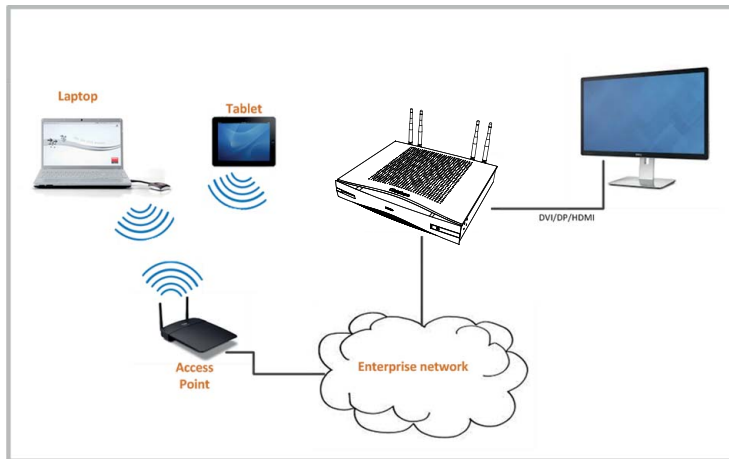 Laptop
Tablet
DVI/DP/HDMI
Access
Point
Enterprise network